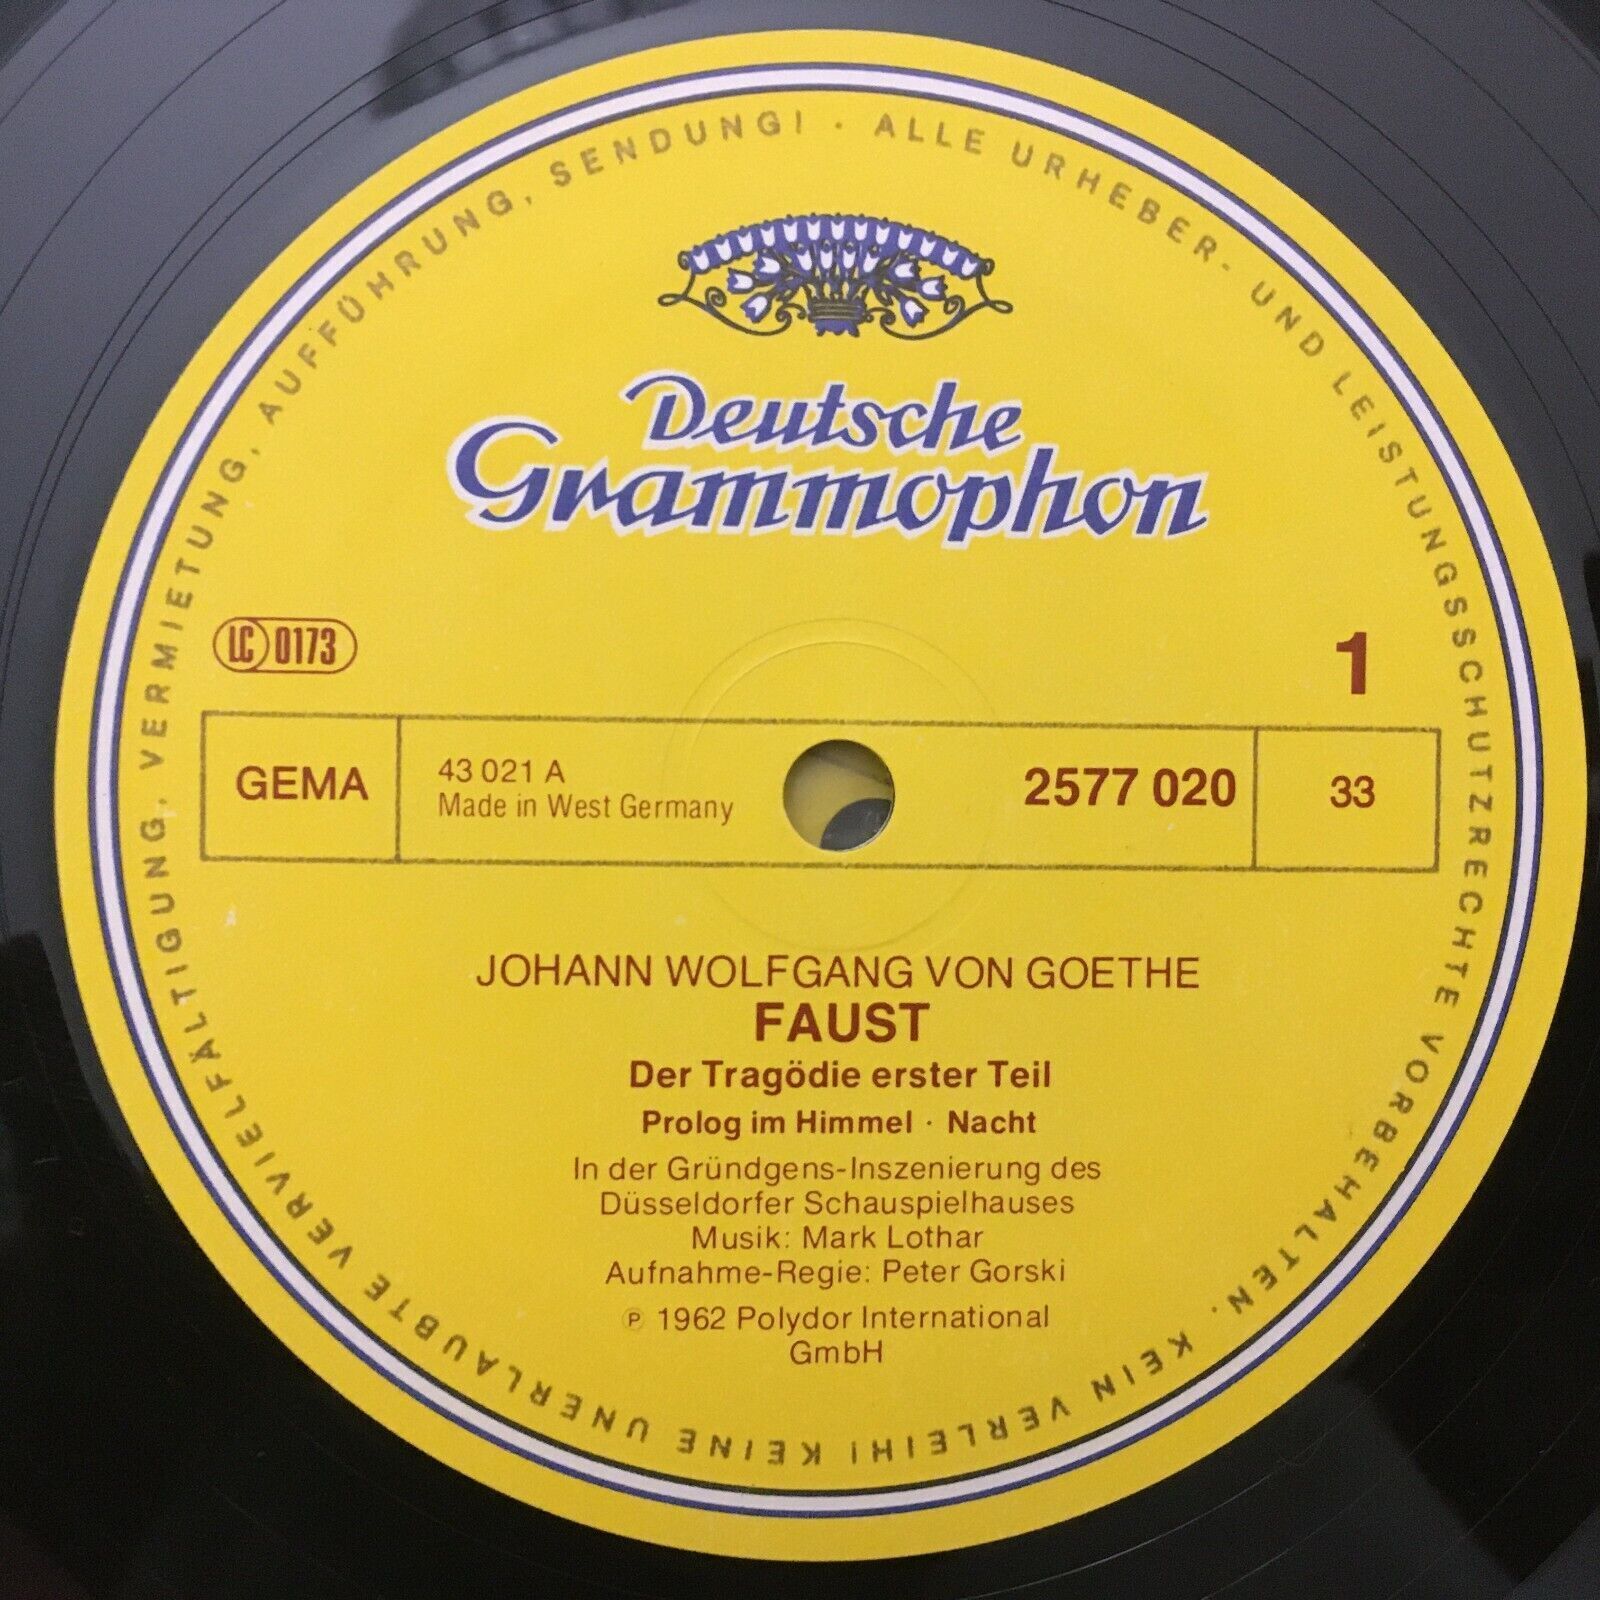 ALLE URHEBER- UND LEISTUNGSSCHUTZRECHTE VORBEHALTEN. KEIN VERLEIH! KEINE UNERLAUBTE VERVIELFÄLTIGUNG, VERMIETUNG, AUFFÜHRUNG, SENDUNG! ·
Deutsche
Grammophon
LC 0173
1
GEMA
43 021 A
Made in West Germany
2577 020
33
JOHANN WOLFGANG VON GOETHE
FAUST
Der Tragödie erster Teil
Prolog im Himmel · Nacht
In der Gründgens-Inszenierung des
Düsseldorfer Schauspielhauses
Musik: Mark Lothar
Aufnahme-Regie: Peter Gorski
℗ 1962 Polydor International
GmbH